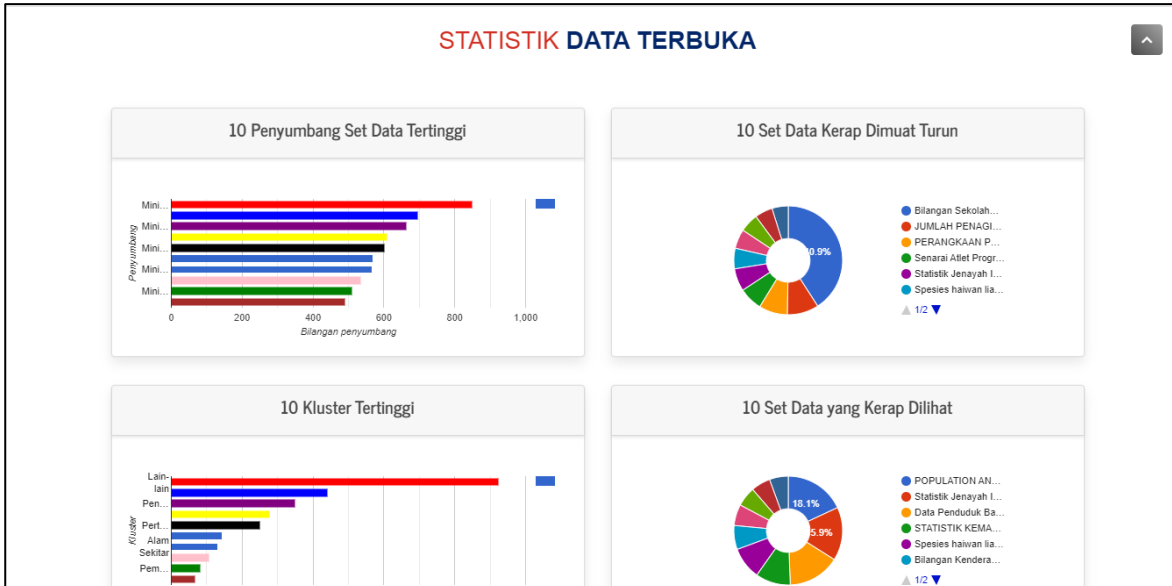 STATISTIK DATA TERBUKA
10 Penyumbang Set Data Tertinggi
Penyumbang
Mini...
Mini...
Mini...
Mini...
Mini...
0 200 400 600 800 1,000
Bilangan penyumbang
10 Set Data Kerap Dimuat Turun
Bilangan Sekolah...
JUMLAH PENAGI...
PERANGKAAN P...
Senarai Atlet Progr...
Statistik Jenayah I...
Spesies haiwan lia...
1/2
10 Kluster Tertinggi
Kluster
Lain-
lain
Pen...
Pert...
Alam
Sekitar
Pem...
10 Set Data yang Kerap Dilihat
18.1%
POPULATION AN...
Statistik Jenayah I...
Data Penduduk Ba...
STATISTIK KEMA...
Spesies haiwan lia...
Bilangan Kendera...
1/2